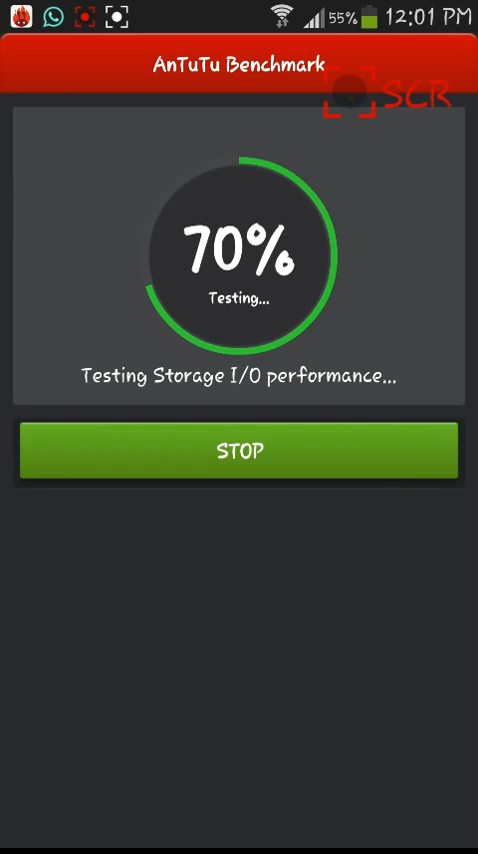 55% 12:01 PM
AnTuTu Benchmark
SCR
70%
Testing...
Testing Storage I/O performance...
STOP